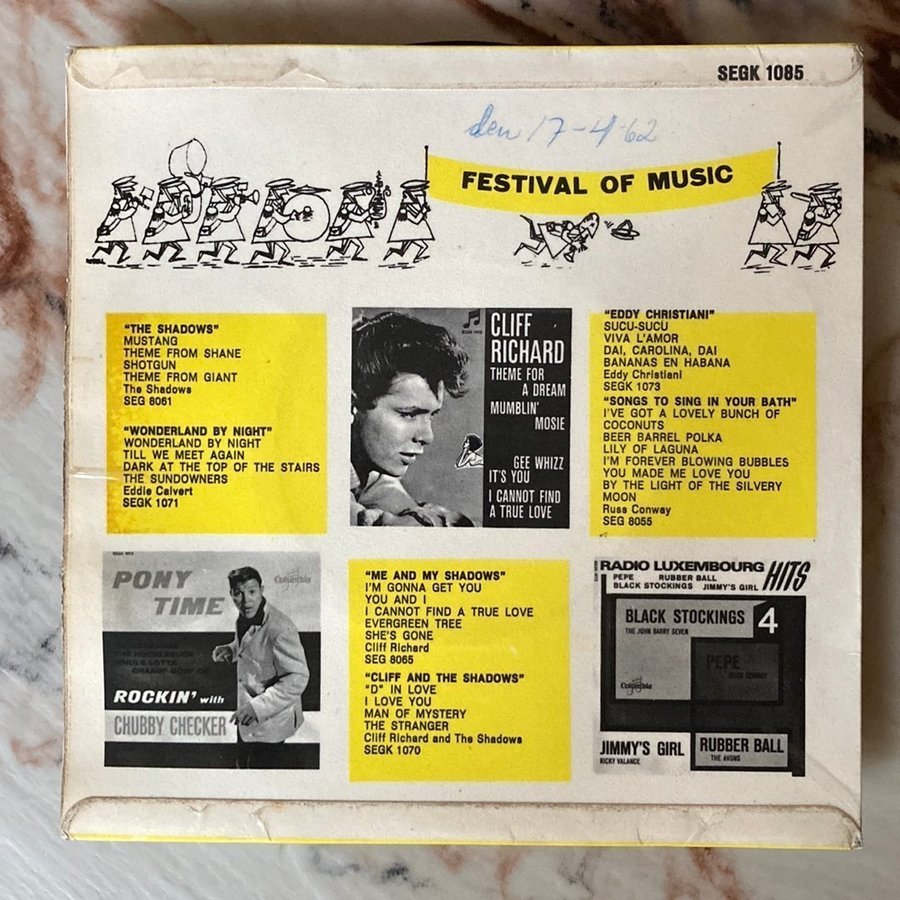 SEGK 1085
den 17-4-62
FESTIVAL OF MUSIC
"THE SHADOWS"
MUSTANG
THEME FROM SHANE
SHOTGUN
THEME FROM GIANT
The Shadows
SEG 8061
"WONDERLAND BY NIGHT"
WONDERLAND BY NIGHT
TILL WE MEET AGAIN
DARK AT THE TOP OF THE STAIRS
THE SUNDOWNERS
Eddie Calvert
SEGK 1071
CLIFF
RICHARD
THEME FOR
A DREAM
MUMBLIN'
MOSIE
GEE WHIZZ
IT'S YOU
I CANNOT FIND
A TRUE LOVE
"EDDY CHRISTIANI"
SUCU-SUCU
VIVA L'AMOR
DAI, CAROLINA, DAI
BANANAS EN HABANA
Eddy Christiani
SEGK 1073
"SONGS TO SING IN YOUR BATH"
I'VE GOT A LOVELY BUNCH OF
COCONUTS
BEER BARREL POLKA
LILY OF LAGUNA
I'M FOREVER BLOWING BUBBLES
YOU MADE ME LOVE YOU
BY THE LIGHT OF THE SILVERY
MOON
Russ Conway
SEG 8055
PONY
TIME
Columbia
ROCKIN' with
CHUBBY CHECKER
"ME AND MY SHADOWS"
I'M GONNA GET YOU
YOU AND I
I CANNOT FIND A TRUE LOVE
EVERGREEN TREE
SHE'S GONE
Cliff Richard
SEG 8065
"CLIFF AND THE SHADOWS"
"D" IN LOVE
I LOVE YOU
MAN OF MYSTERY
THE STRANGER
Cliff Richard and The Shadows
SEGK 1070
RADIO LUXEMBOURG
HITS
PEPE RUBBER BALL
BLACK STOCKINGS JIMMY'S GIRL
BLACK STOCKINGS
4
THE JOHN BARRY SEVEN
PEPE
RUSS CONWAY
Columbia
JIMMY'S GIRL
RICKY VALANCE
RUBBER BALL
THE AVONS